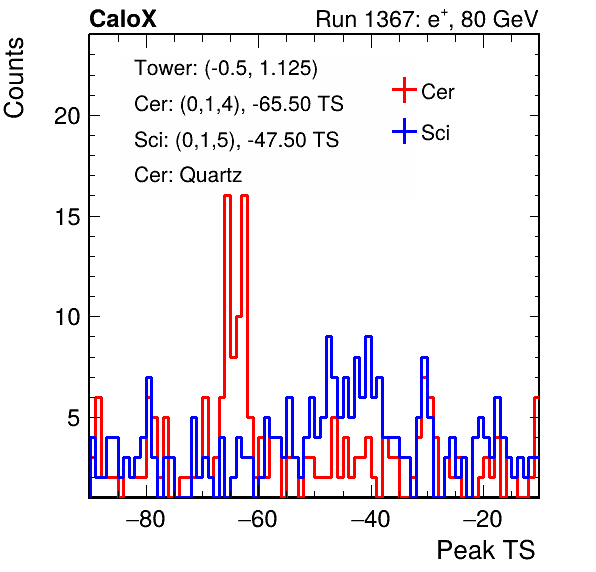 CaloX Run 1367: e⁺, 80 GeV
Counts
Tower: (-0.5, 1.125)
Cer: (0,1,4), -65.50 TS
Sci: (0,1,5), -47.50 TS
Cer: Quartz
Cer
Sci
20
15
10
5
−80 −60 −40 −20
Peak TS